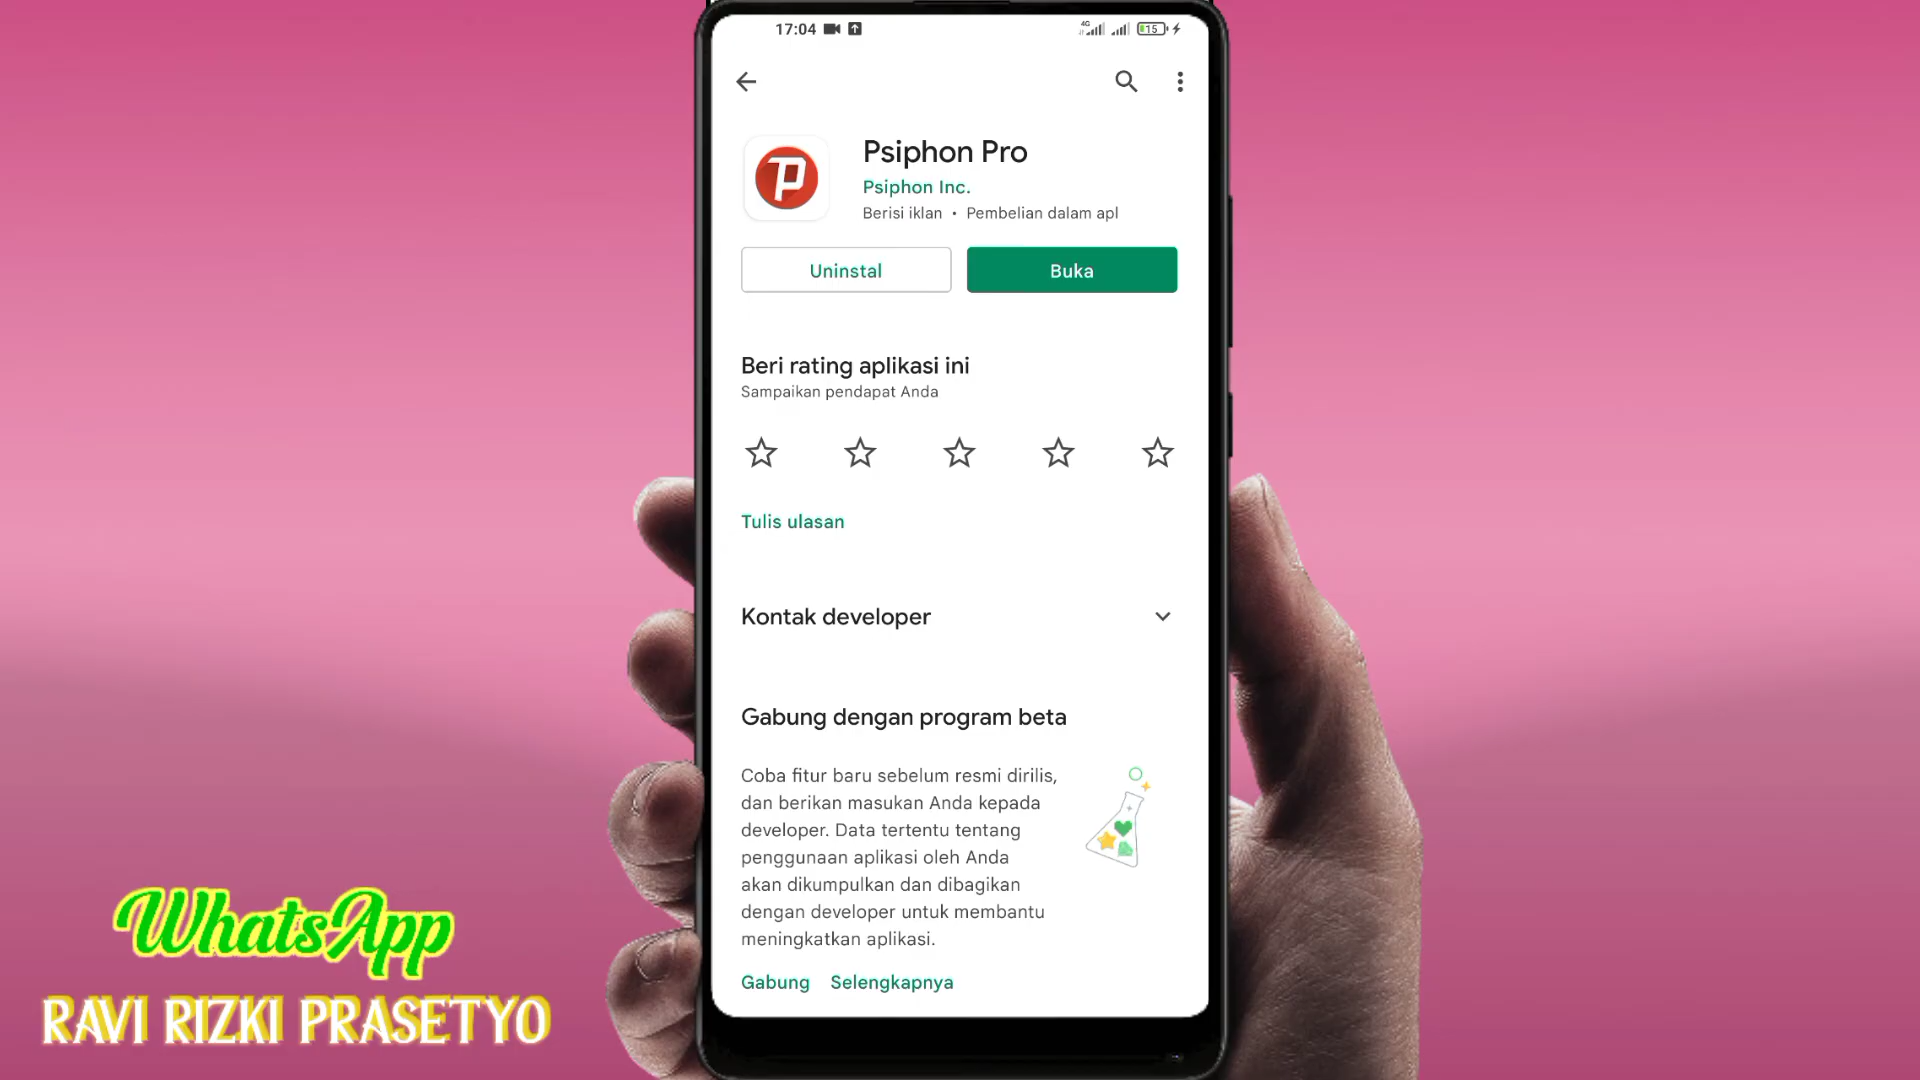 17:04
4G
15
Psiphon Pro
Psiphon Inc.
Berisi iklan • Pembelian dalam apl
Uninstal
Buka
Beri rating aplikasi ini
Sampaikan pendapat Anda
Tulis ulasan
Kontak developer
Gabung dengan program beta
Coba fitur baru sebelum resmi dirilis,
dan berikan masukan Anda kepada
developer. Data tertentu tentang
penggunaan aplikasi oleh Anda
akan dikumpulkan dan dibagikan
dengan developer untuk membantu
meningkatkan aplikasi.
Gabung Selengkapnya
WhatsApp
RAVI RIZKI PRASETYO